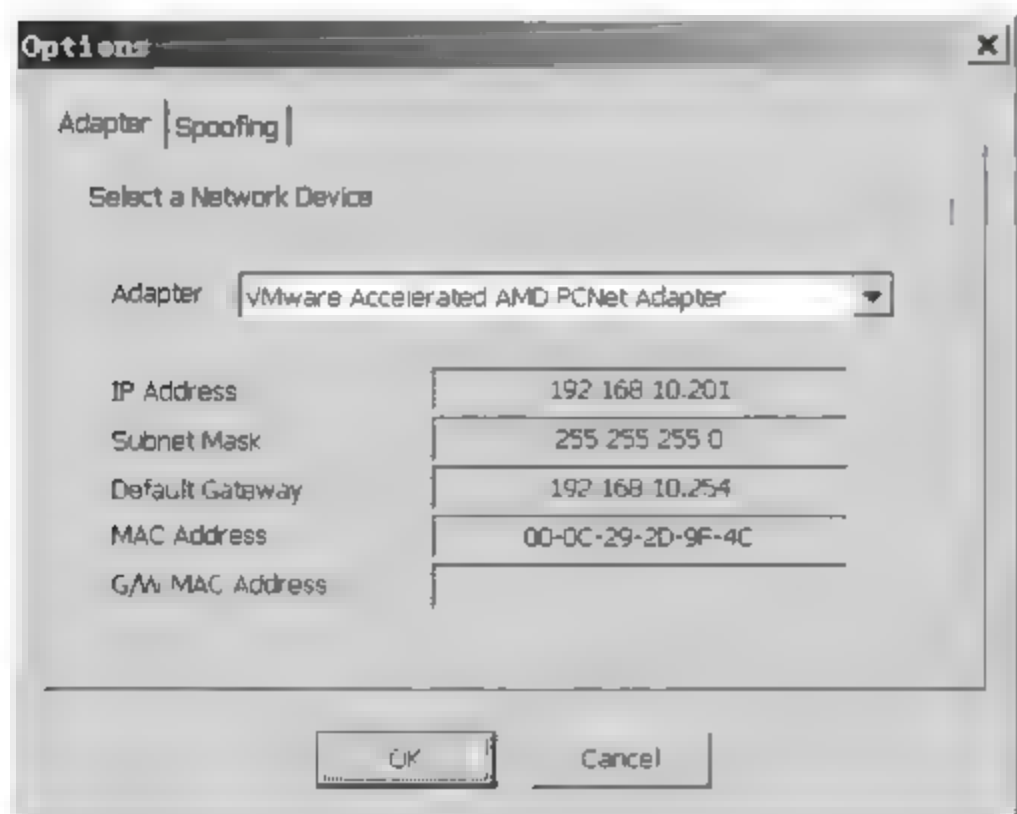 Options
Adapter Spoofing
Select a Network Device
Adapter VMware Accelerated AMD PCNet Adapter
IP Address 192 168 10.201
Subnet Mask 255 255 255 0
Default Gateway 192 168 10.254
MAC Address 00-0C-29-2D-9F-4C
G/W MAC Address
OK Cancel